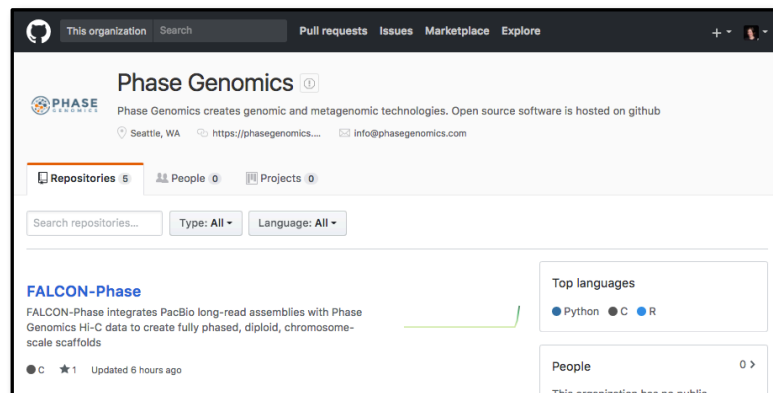 This organization Search Pull requests Issues Marketplace Explore
Phase Genomics
PHASE
GENOMICS
Phase Genomics creates genomic and metagenomic technologies. Open source software is hosted on github
Seattle, WA https://phasegenomics.... info@phasegenomics.com
Repositories 5 People 0 Projects 0
Search repositories... Type: All Language: All
FALCON-Phase
FALCON-Phase integrates PacBio long-read assemblies with Phase
Genomics Hi-C data to create fully phased, diploid, chromosome-
scale scaffolds
C 1 Updated 6 hours ago
Top languages
Python C R
People 0 >
This organization has no public